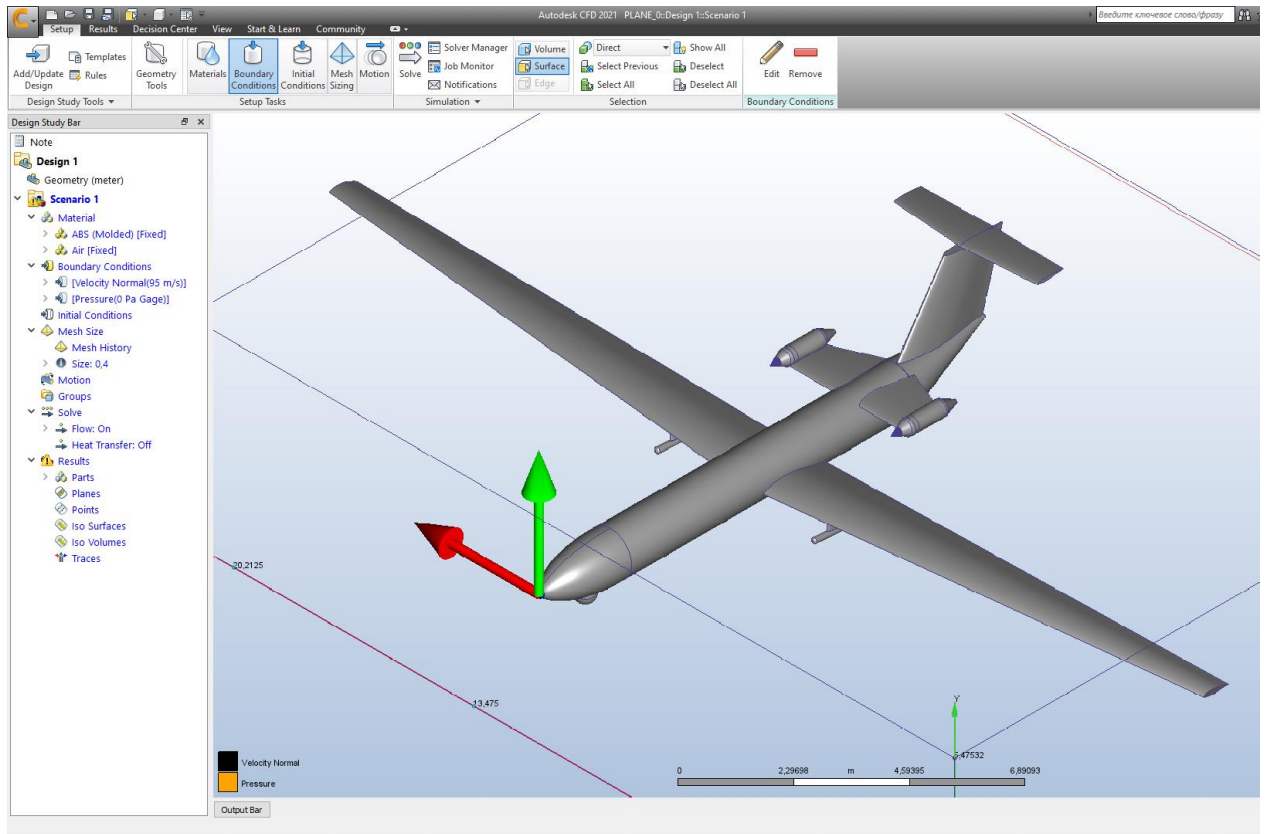 Autodesk CFD 2021 PLANE_0::Design 1::Scenario 1
Введите ключевое слово/фразу
Setup Results Decision Center View Start & Learn Community
Add/Update Design
Templates
Rules
Geometry Tools
Materials
Boundary Conditions
Initial Conditions
Mesh Sizing
Motion
Solve
Solver Manager
Job Monitor
Notifications
Volume
Surface
Edge
Direct
Select Previous
Select All
Show All
Deselect
Deselect All
Edit
Remove
Design Study Tools
Setup Tasks
Simulation
Selection
Boundary Conditions
Design Study Bar
Note
Design 1
Geometry (meter)
Scenario 1
Material
ABS (Molded) [Fixed]
Air [Fixed]
Boundary Conditions
[Velocity Normal(95 m/s)]
[Pressure(0 Pa Gage)]
Initial Conditions
Mesh Size
Mesh History
Size: 0,4
Motion
Groups
Solve
Flow: On
Heat Transfer: Off
Results
Parts
Planes
Points
Iso Surfaces
Iso Volumes
Traces
20,2125
13,475
Y
0 2,29698 m 4,59395 6,89093
Velocity Normal
Pressure
Output Bar